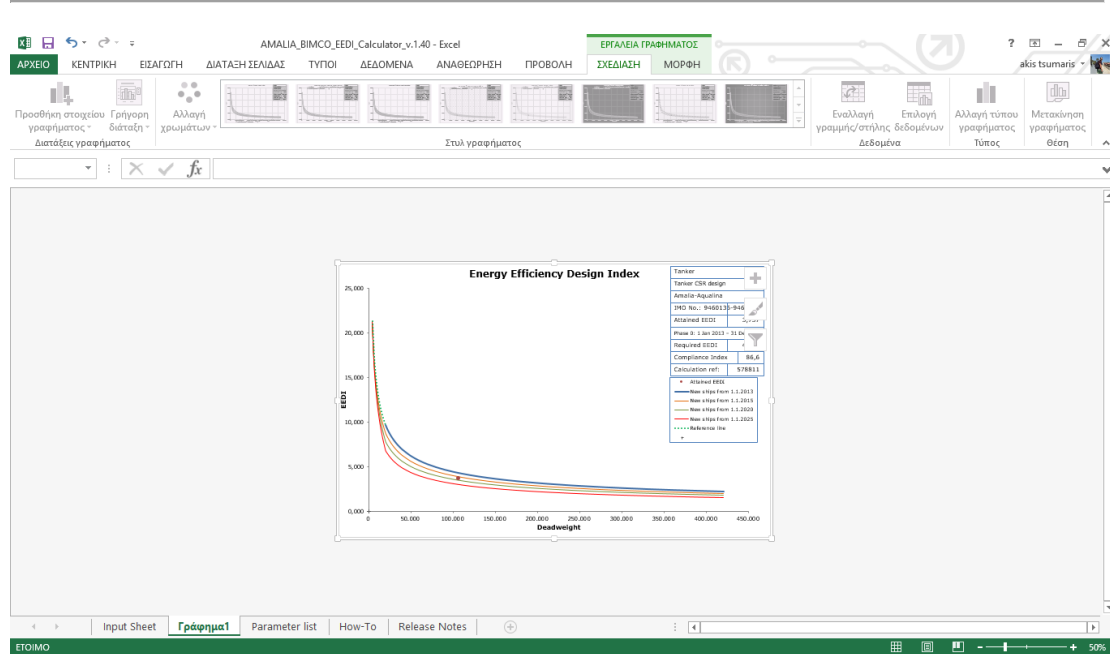 AMALIA_BIMCO_EEDI_Calculator_v.1.40 - Excel
ΕΡΓΑΛΕΙΑ ΓΡΑΦΗΜΑΤΟΣ
ΑΡΧΕΙΟ ΚΕΝΤΡΙΚΗ ΕΙΣΑΓΩΓΗ ΔΙΑΤΑΞΗ ΣΕΛΙΔΑΣ ΤΥΠΟΙ ΔΕΔΟΜΕΝΑ ΑΝΑΘΕΩΡΗΣΗ ΠΡΟΒΟΛΗ ΣΧΕΔΙΑΣΗ ΜΟΡΦΗ akis tsumaris
Προσθήκη στοιχείου γραφήματος
Γρήγορη διάταξη
Αλλαγή χρωμάτων
Εναλλαγή γραμμής/στήλης
Επιλογή δεδομένων
Αλλαγή τύπου γραφήματος
Μετακίνηση γραφήματος
Διατάξεις γραφήματος Στυλ γραφήματος Δεδομένα Τύπος Θέση
fx
Energy Efficiency Design Index
Tanker
Tanker CSR design
Amalia-Aqualina
IMO No.: 946013
Attained EEDI
Phase 0: 1 Jan 2013 - 31
Required EEDI
Compliance Index 86,6
Calculation ref: 578811
Attained EEDI
New ships from 1.1.2013
New ships from 1.1.2015
New ships from 1.1.2020
New ships from 1.1.2025
Reference line
EEDI
25,000
20,000
15,000
10,000
5,000
0,000
0 50.000 100.000 150.000 200.000 250.000 300.000 350.000 400.000 450.000
Deadweight
Input Sheet Γράφημα1 Parameter list How-To Release Notes
ΕΤΟΙΜΟ 50%